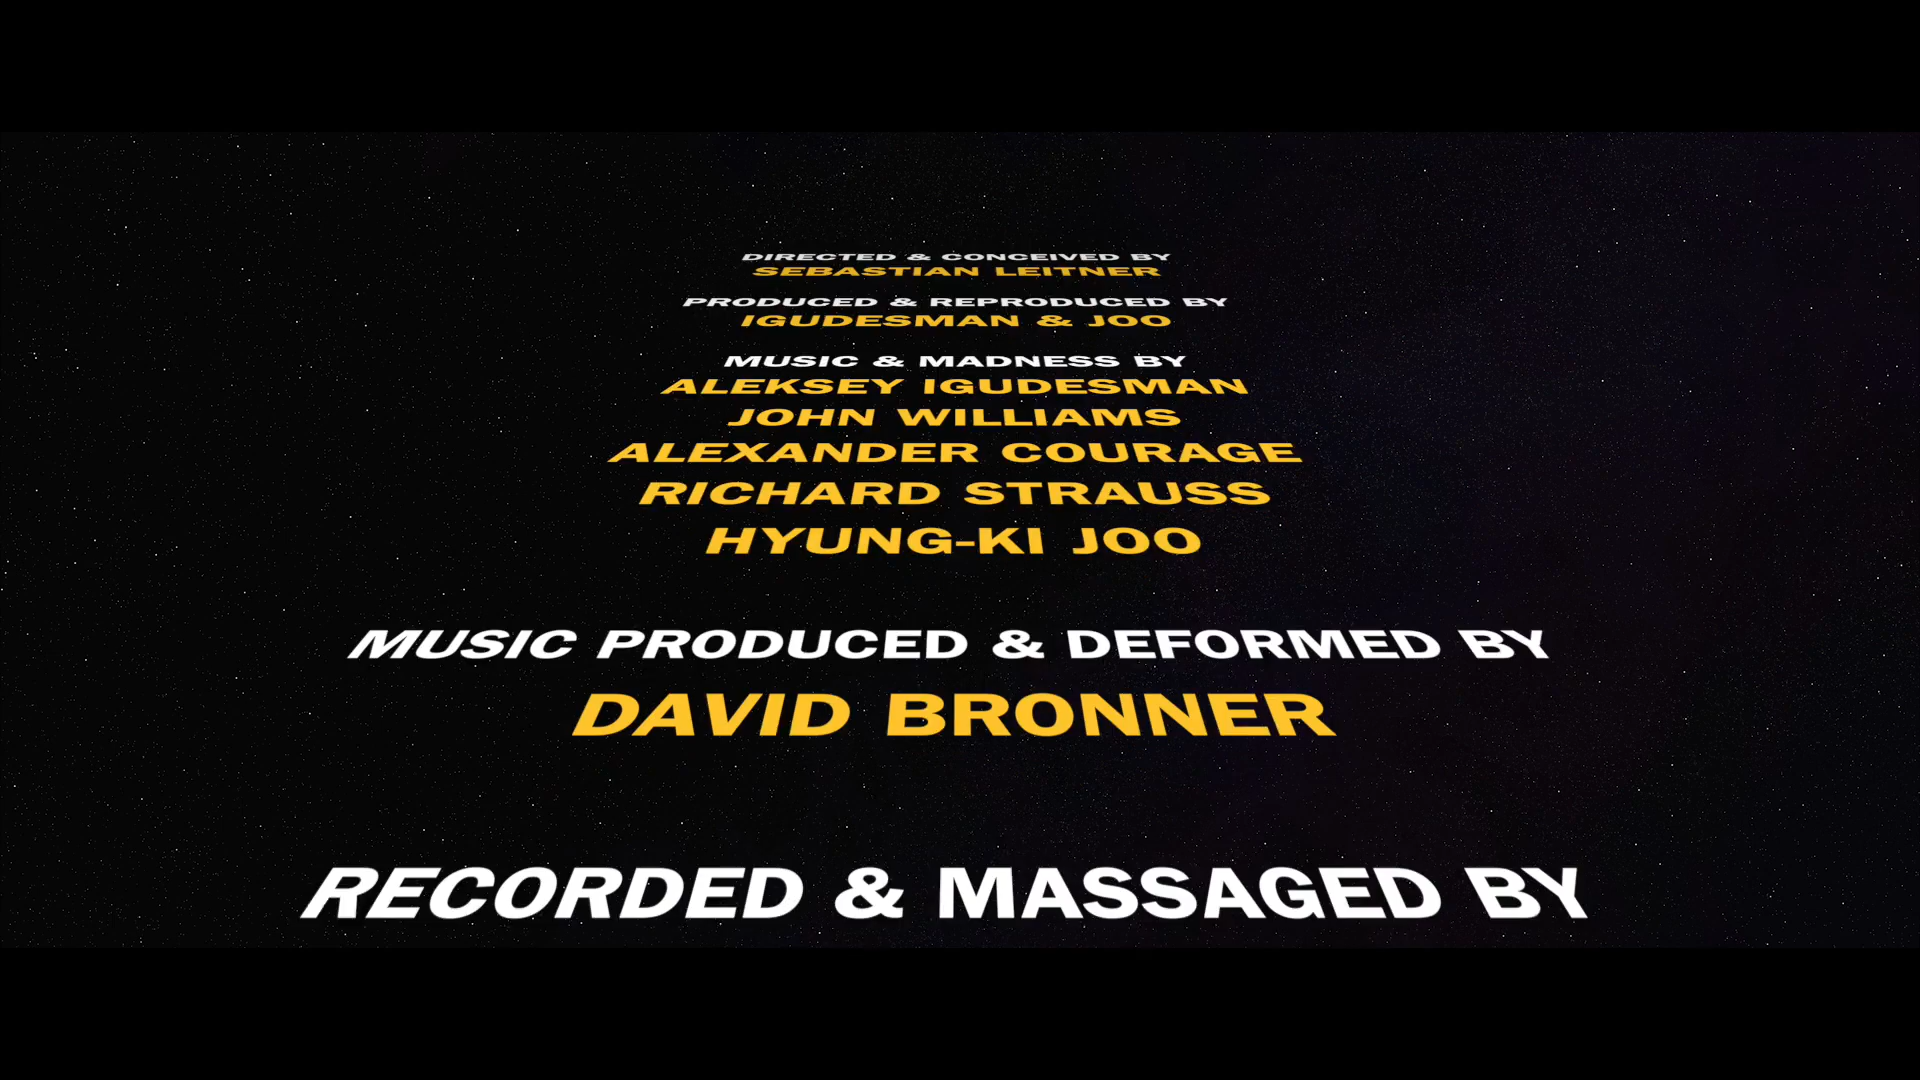 DIRECTED & CONCEIVED BY
SEBASTIAN LEITNER
PRODUCED & REPRODUCED BY
IGUDESMAN & JOO
MUSIC & MADNESS BY
ALEKSEY IGUDESMAN
JOHN WILLIAMS
ALEXANDER COURAGE
RICHARD STRAUSS
HYUNG-KI JOO
MUSIC PRODUCED & DEFORMED BY
DAVID BRONNER
RECORDED & MASSAGED BY